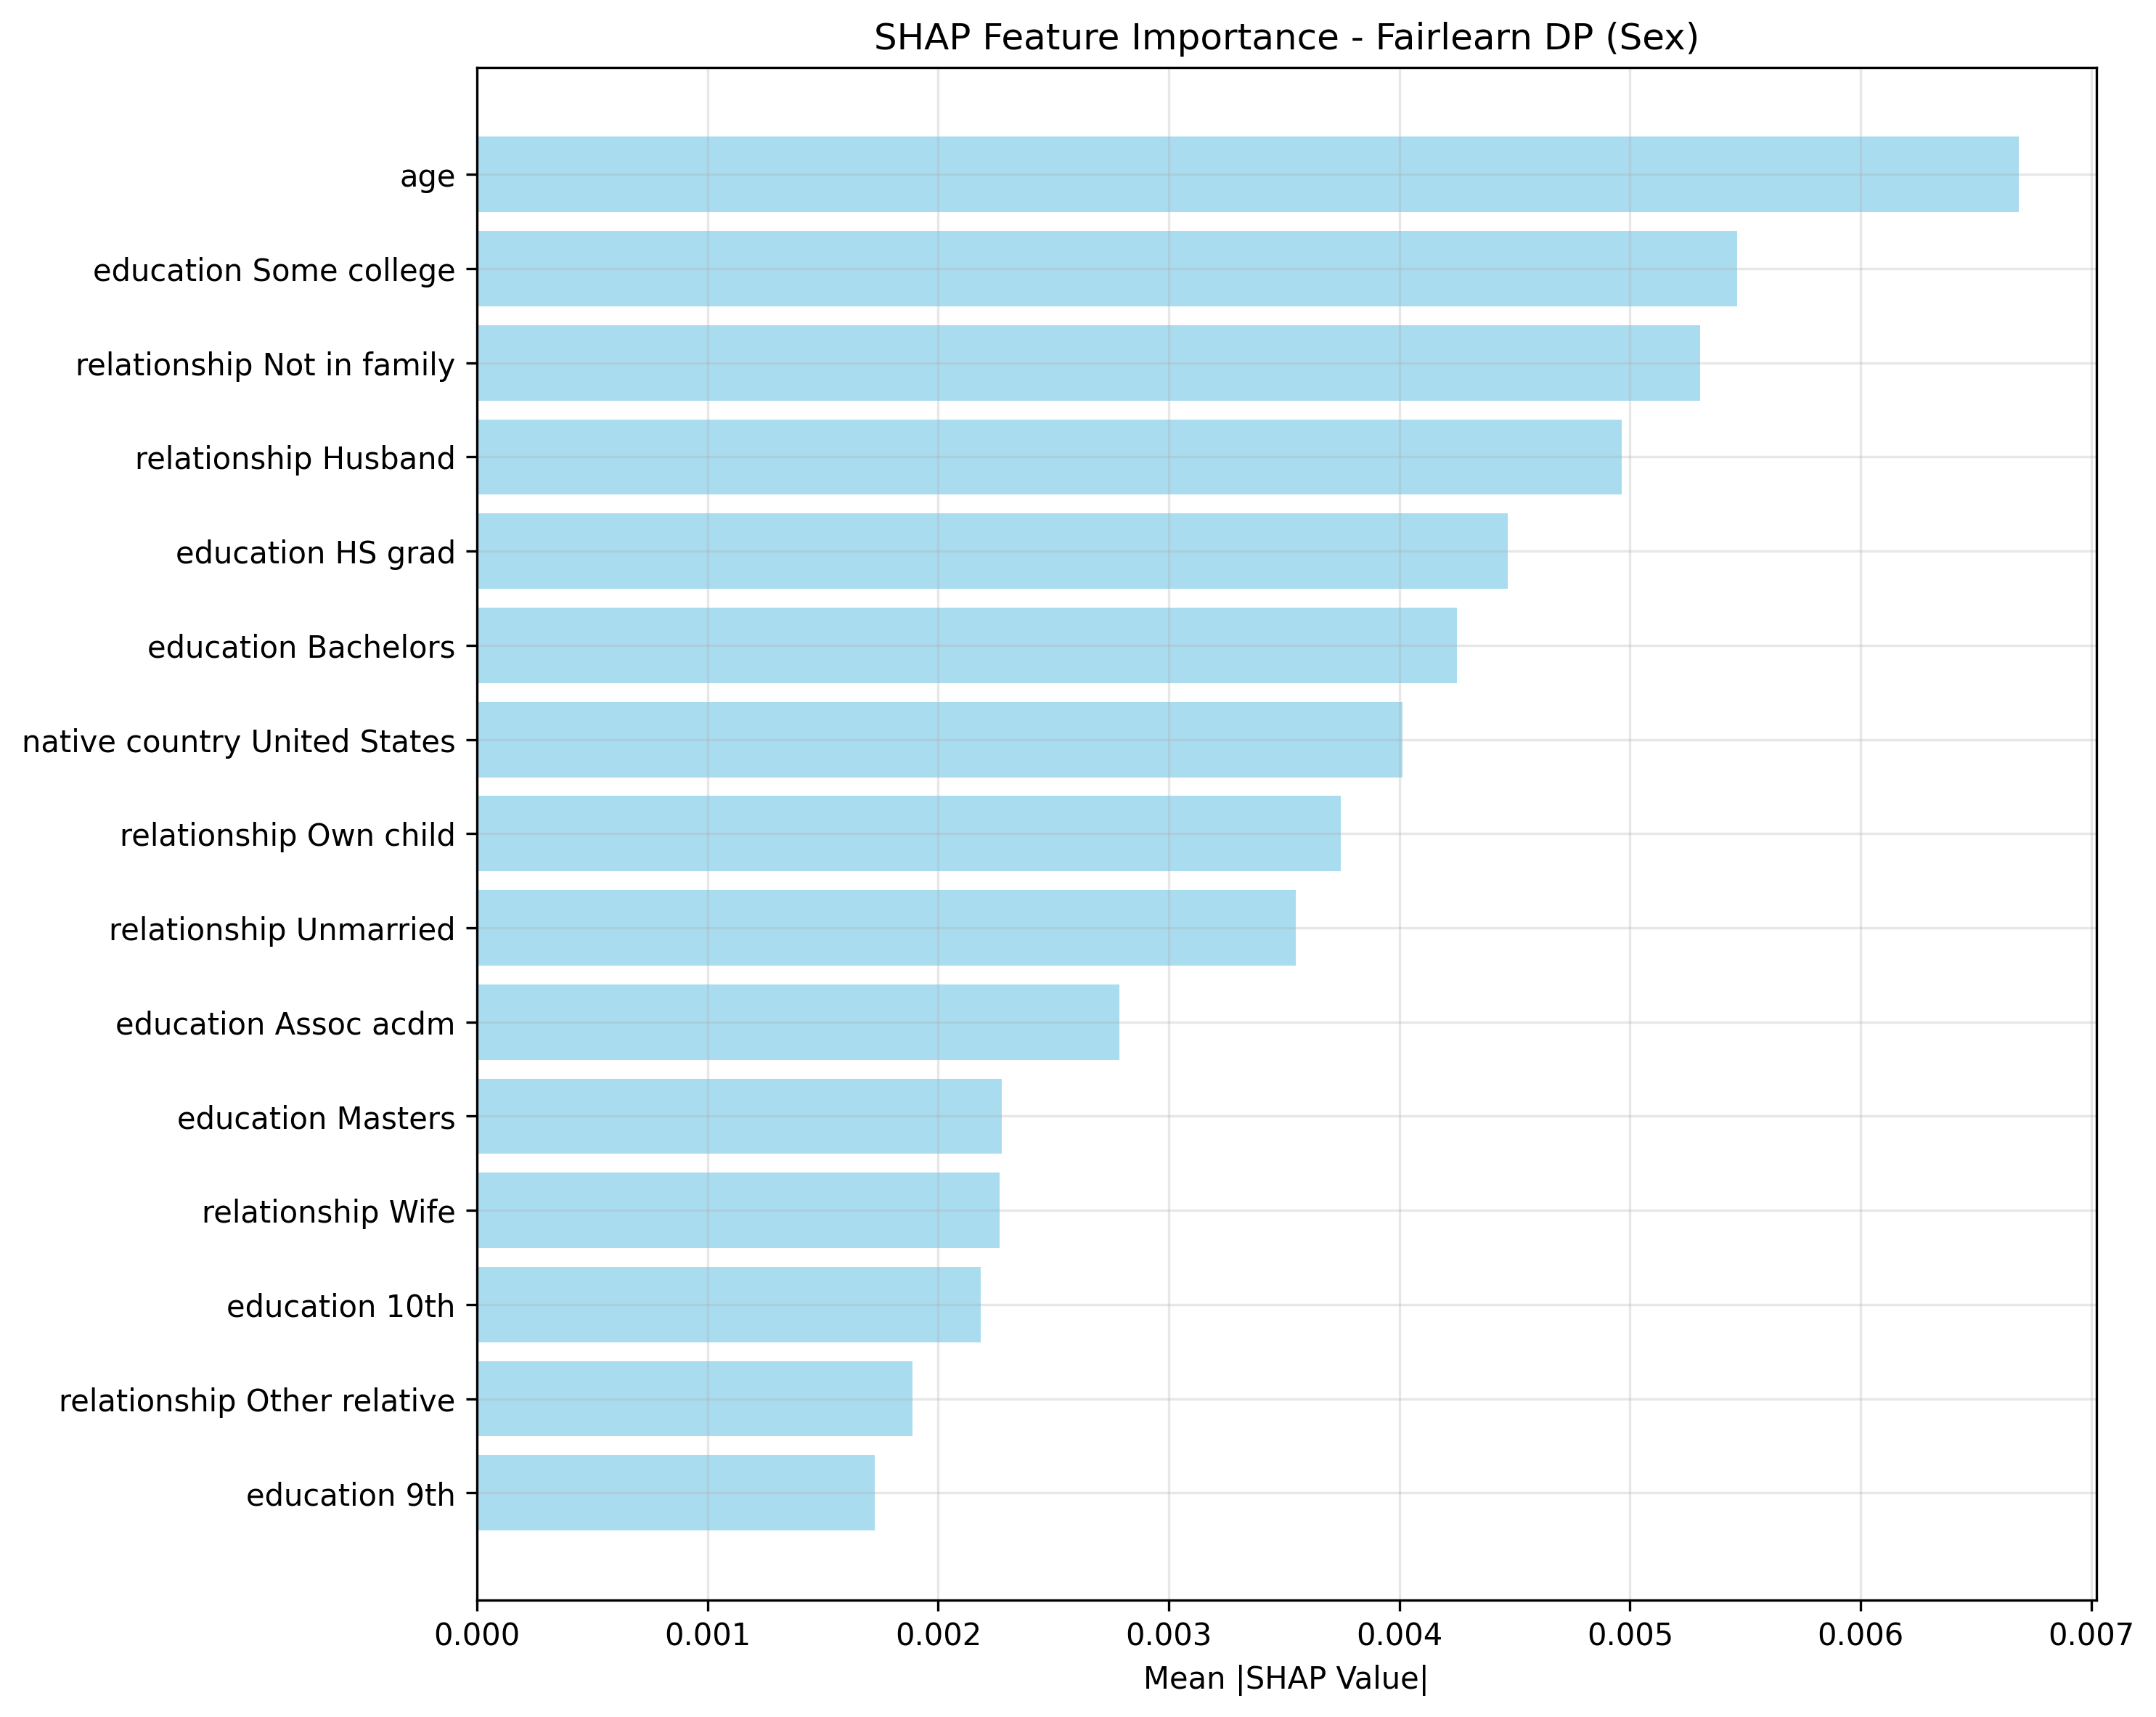 SHAP Feature Importance - Fairlearn DP (Sex)
age
education Some college
relationship Not in family
relationship Husband
education HS grad
education Bachelors
native country United States
relationship Own child
relationship Unmarried
education Assoc acdm
education Masters
relationship Wife
education 10th
relationship Other relative
education 9th
0.000 0.001 0.002 0.003 0.004 0.005 0.006 0.007
Mean |SHAP Value|